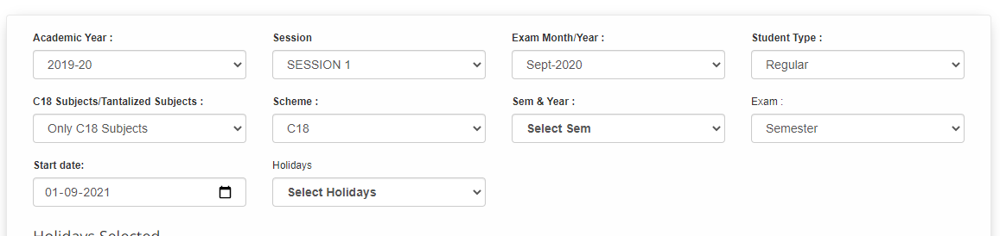 Academic Year : Session Exam Month/Year : Student Type :
2019-20 SESSION 1 Sept-2020 Regular
C18 Subjects/Tantalized Subjects : Scheme : Sem & Year : Exam :
Only C18 Subjects C18 Select Sem Semester
Start date: Holidays
01-09-2021 Select Holidays
Holidays Selected